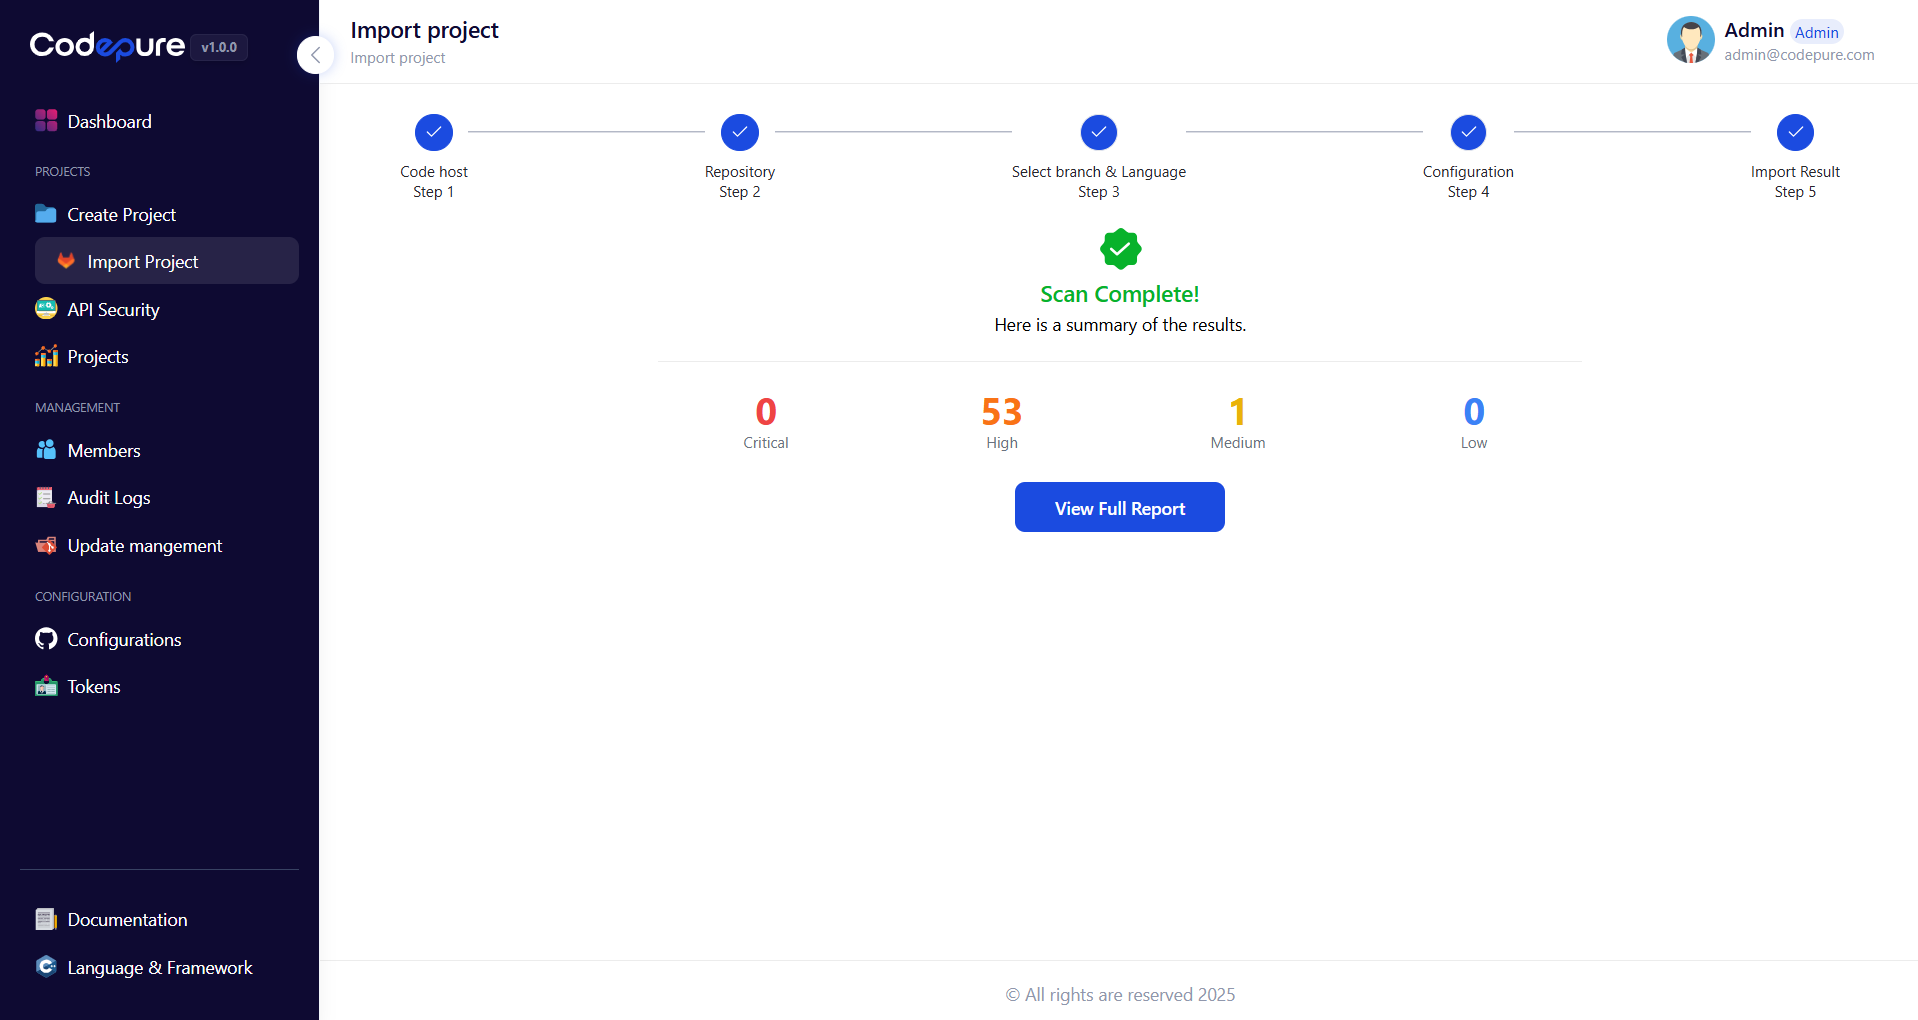 Codepure v1.0.0
Dashboard
PROJECTS
Create Project
Import Project
API Security
Projects
MANAGEMENT
Members
Audit Logs
Update mangement
CONFIGURATION
Configurations
Tokens
Documentation
Language & Framework
Import project
Import project
Admin Admin
admin@codepure.com
Code host
Step 1
Repository
Step 2
Select branch & Language
Step 3
Configuration
Step 4
Import Result
Step 5
Scan Complete!
Here is a summary of the results.
0
Critical
53
High
1
Medium
0
Low
View Full Report
© All rights are reserved 2025